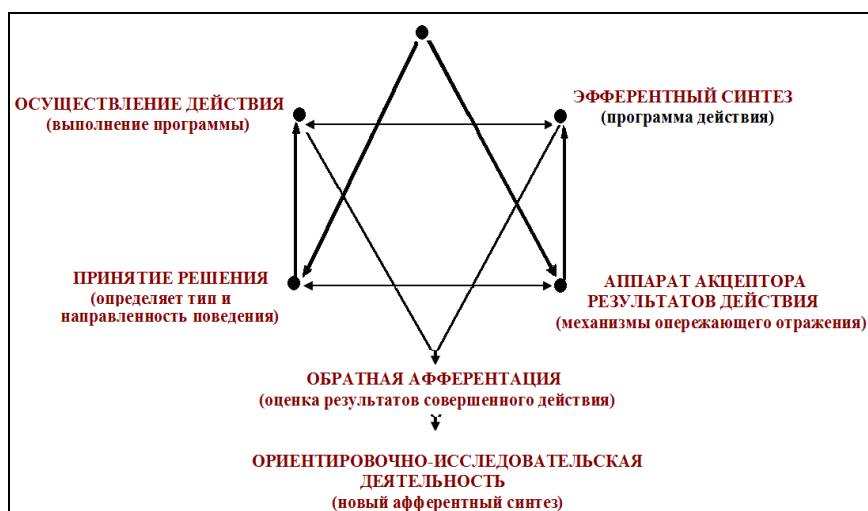 ОСУЩЕСТВЛЕНИЕ ДЕЙСТВИЯ
(выполнение программы)
ЭФФЕРЕНТНЫЙ СИНТЕЗ
(программа действия)
ПРИНЯТИЕ РЕШЕНИЯ
(определяет тип и
направленность поведения)
АППАРАТ АКЦЕПТОРА
РЕЗУЛЬТАТОВ ДЕЙСТВИЯ
(механизмы опережающего отражения)
ОБРАТНАЯ АФФЕРЕНТАЦИЯ
(оценка результатов совершенного действия)
ОРИЕНТИРОВОЧНО-ИССЛЕДОВАТЕЛЬСКАЯ
ДЕЯТЕЛЬНОСТЬ
(новый афферентный синтез)